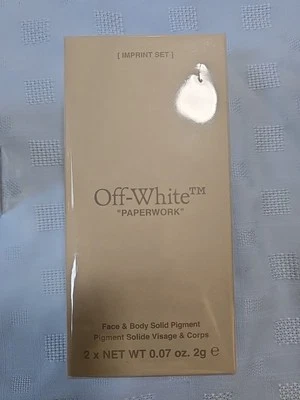 [ IMPRINT SET ]
Off-White™
"PAPERWORK"
Face & Body Solid Pigment
Pigment Solide Visage & Corps
2 x NET WT 0.07 oz. 2g ℮